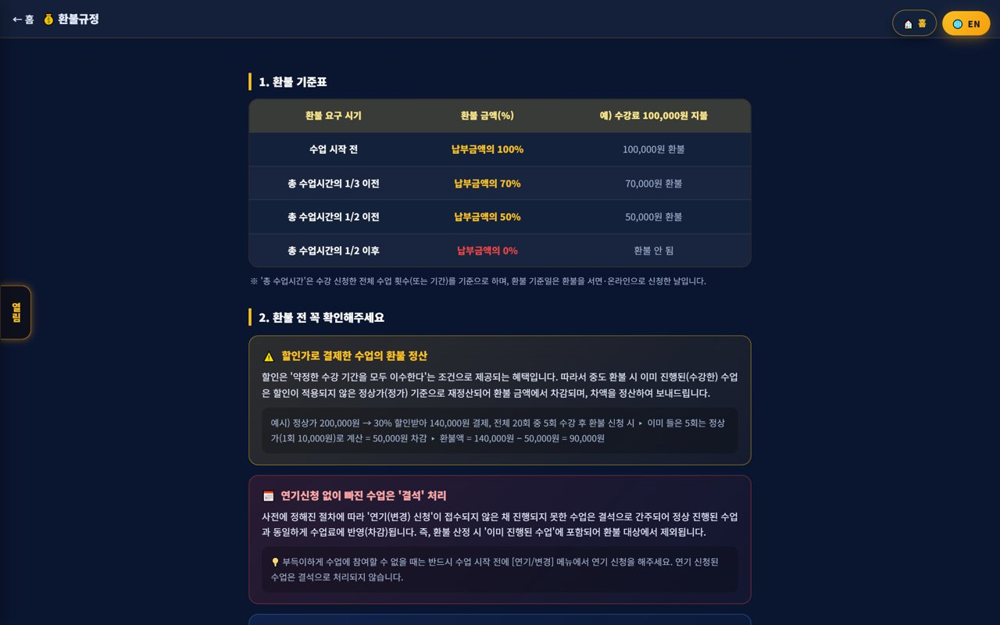 ← 홈 💰 환불규정
🏠 홈
🌐 EN
열림
1. 환불 기준표
환불 요구 시기 환불 금액(%) 예) 수강료 100,000원 지불
수업 시작 전 납부금액의 100% 100,000원 환불
총 수업시간의 1/3 이전 납부금액의 70% 70,000원 환불
총 수업시간의 1/2 이전 납부금액의 50% 50,000원 환불
총 수업시간의 1/2 이후 납부금액의 0% 환불 안 됨
※ '총 수업시간'은 수강 신청한 전체 수업 횟수(또는 기간)를 기준으로 하며, 환불 기준일은 환불을 서면·온라인으로 신청한 날입니다.
2. 환불 전 꼭 확인해주세요
⚠️ 할인가로 결제한 수업의 환불 정산
할인은 '약정한 수강 기간을 모두 이수한다'는 조건으로 제공되는 혜택입니다. 따라서 중도 환불 시 이미 진행된(수강한) 수업
은 할인이 적용되지 않은 정상가(정가) 기준으로 재정산되어 환불 금액에서 차감되며, 차액을 정산하여 보내드립니다.
예시) 정상가 200,000원 → 30% 할인받아 140,000원 결제, 전체 20회 중 5회 수강 후 환불 신청 시 ▸ 이미 들은 5회는 정상
가(1회 10,000원)로 계산 = 50,000원 차감 ▸ 환불액 = 140,000원 − 50,000원 = 90,000원
📅 연기신청 없이 빠진 수업은 '결석' 처리
사전에 정해진 절차에 따라 '연기(변경) 신청'이 접수되지 않은 채 진행되지 못한 수업은 결석으로 간주되어 정상 진행된 수업
과 동일하게 수업료에 반영(차감)됩니다. 즉, 환불 산정 시 '이미 진행된 수업'에 포함되어 환불 대상에서 제외됩니다.
💡 부득이하게 수업에 참여할 수 없을 때는 반드시 수업 시작 전에 [연기/변경] 메뉴에서 연기 신청을 해주세요. 연기 신청된
수업은 결석으로 처리되지 않습니다.